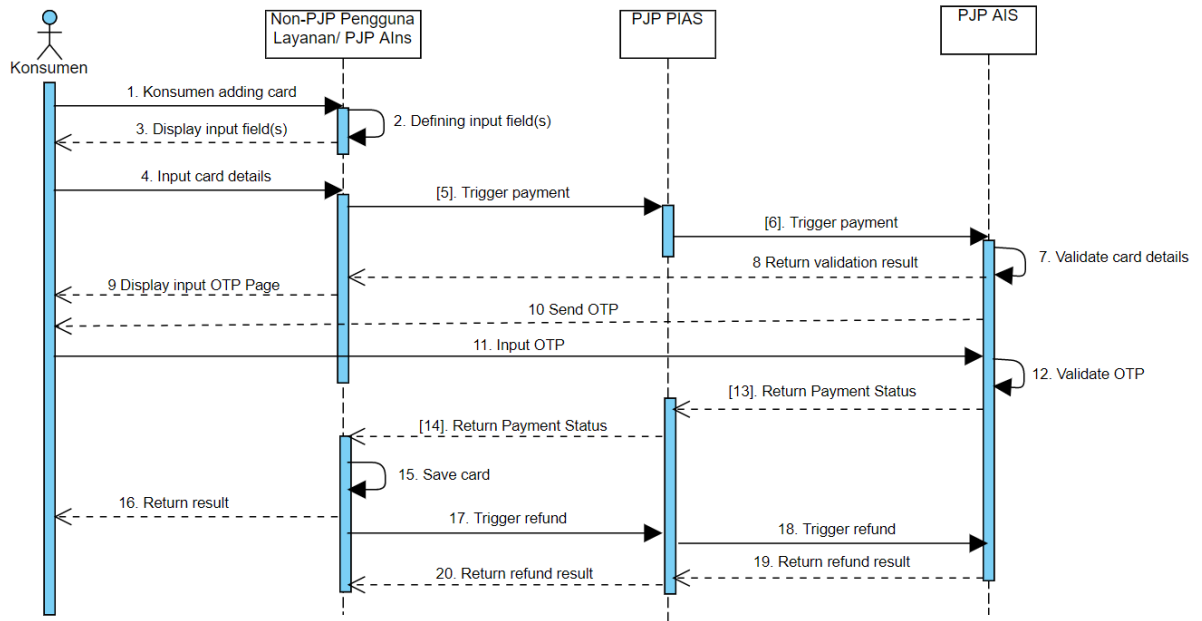 Konsumen
Non-PJP Pengguna
Layanan/ PJP AIns
PJP PIAS
PJP AIS
1. Konsumen adding card
2. Defining input field(s)
3. Display input field(s)
4. Input card details
[5]. Trigger payment
[6]. Trigger payment
7. Validate card details
8 Return validation result
9 Display input OTP Page
10 Send OTP
11. Input OTP
12. Validate OTP
[13]. Return Payment Status
[14]. Return Payment Status
15. Save card
16. Return result
17. Trigger refund
18. Trigger refund
19. Return refund result
20. Return refund result